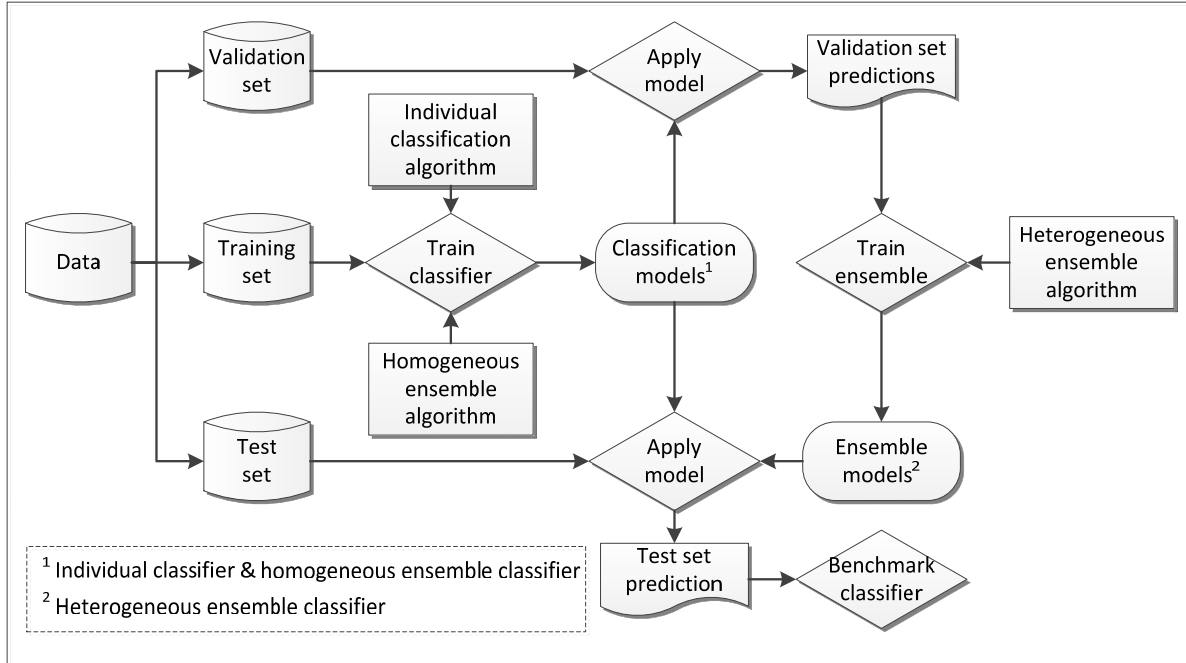 Validation
set
Apply
model
Validation set
predictions
Individual
classification
algorithm
Data
Training
set
Train
classifier
Classification
models¹
Train
ensemble
Heterogeneous
ensemble
algorithm
Homogeneous
ensemble
algorithm
Test
set
Apply
model
Ensemble
models²
Test set
prediction
Benchmark
classifier
¹ Individual classifier & homogeneous ensemble classifier
² Heterogeneous ensemble classifier